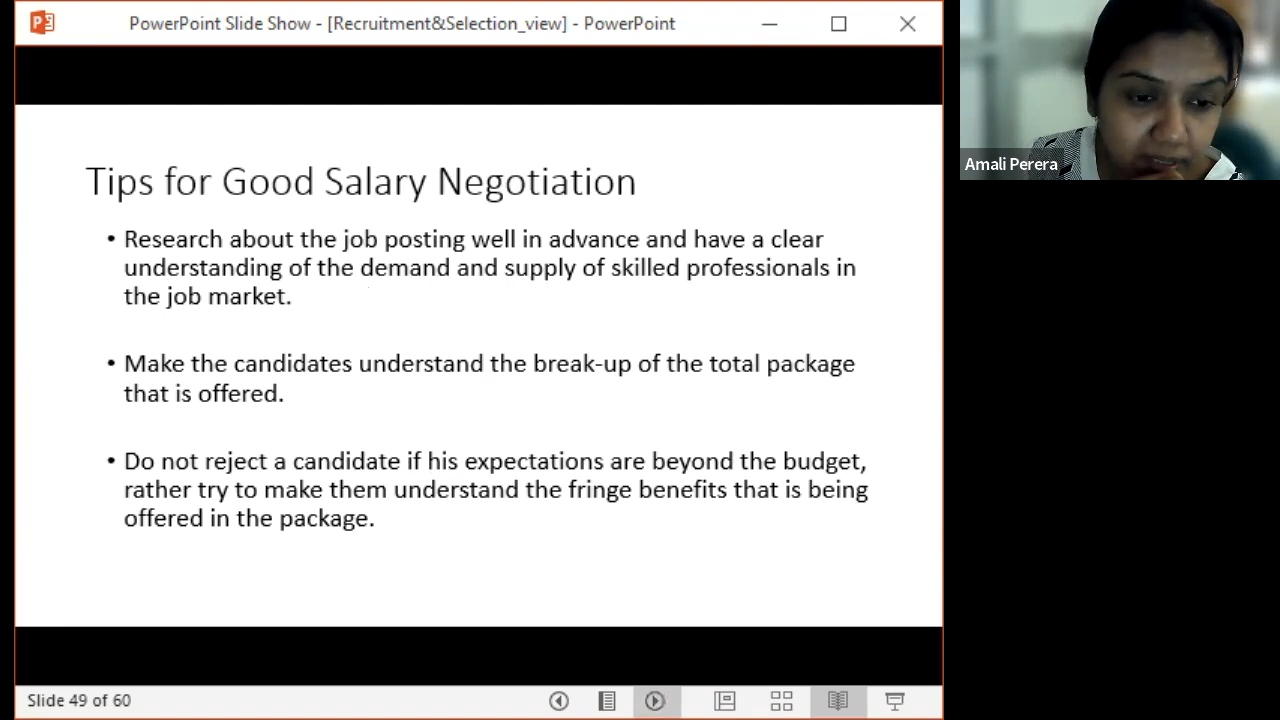 PowerPoint Slide Show - [Recruitment&Selection_view] - PowerPoint
Amali Perera
Tips for Good Salary Negotiation
• Research about the job posting well in advance and have a clear
understanding of the demand and supply of skilled professionals in
the job market.
• Make the candidates understand the break-up of the total package
that is offered.
• Do not reject a candidate if his expectations are beyond the budget,
rather try to make them understand the fringe benefits that is being
offered in the package.
Slide 49 of 60